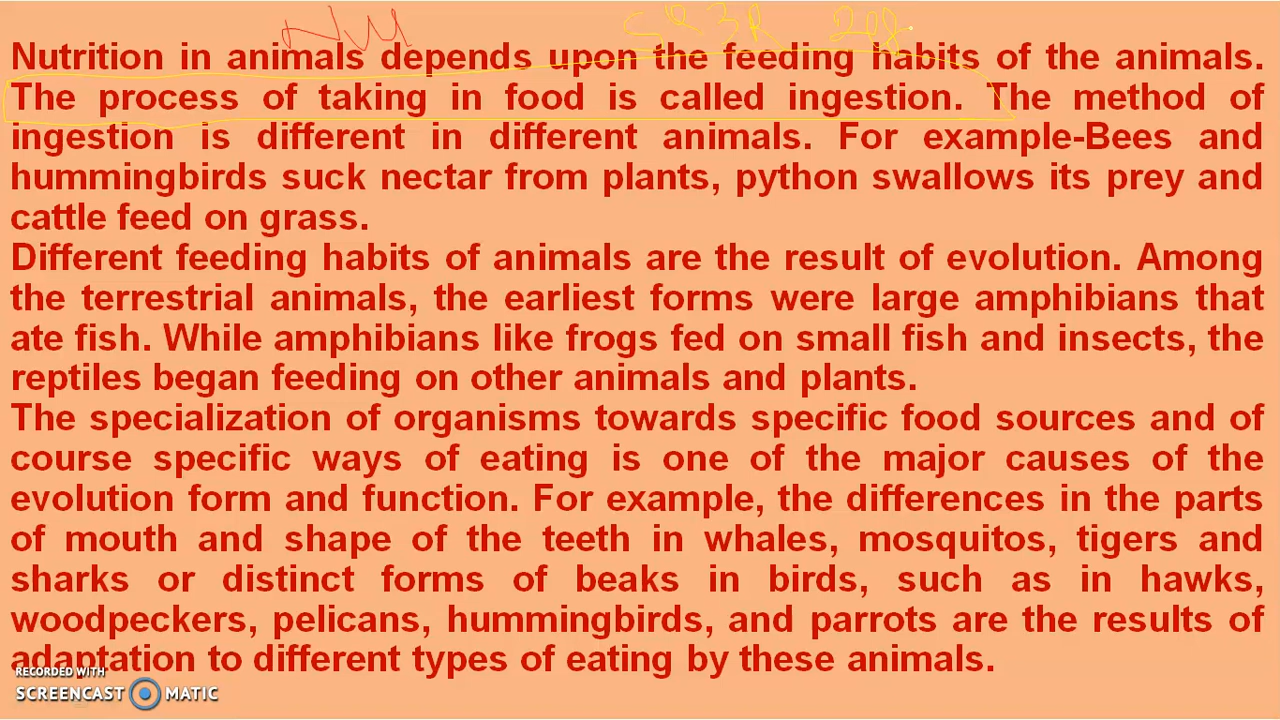 Nutrition in animals depends upon the feeding habits of the animals.
The process of taking in food is called ingestion. The method of
ingestion is different in different animals. For example-Bees and
hummingbirds suck nectar from plants, python swallows its prey and
cattle feed on grass.
Different feeding habits of animals are the result of evolution. Among
the terrestrial animals, the earliest forms were large amphibians that
ate fish. While amphibians like frogs fed on small fish and insects, the
reptiles began feeding on other animals and plants.
The specialization of organisms towards specific food sources and of
course specific ways of eating is one of the major causes of the
evolution form and function. For example, the differences in the parts
of mouth and shape of the teeth in whales, mosquitos, tigers and
sharks or distinct forms of beaks in birds, such as in hawks,
woodpeckers, pelicans, hummingbirds, and parrots are the results of
adaptation to different types of eating by these animals.
RECORDED WITH
SCREENCAST MATIC